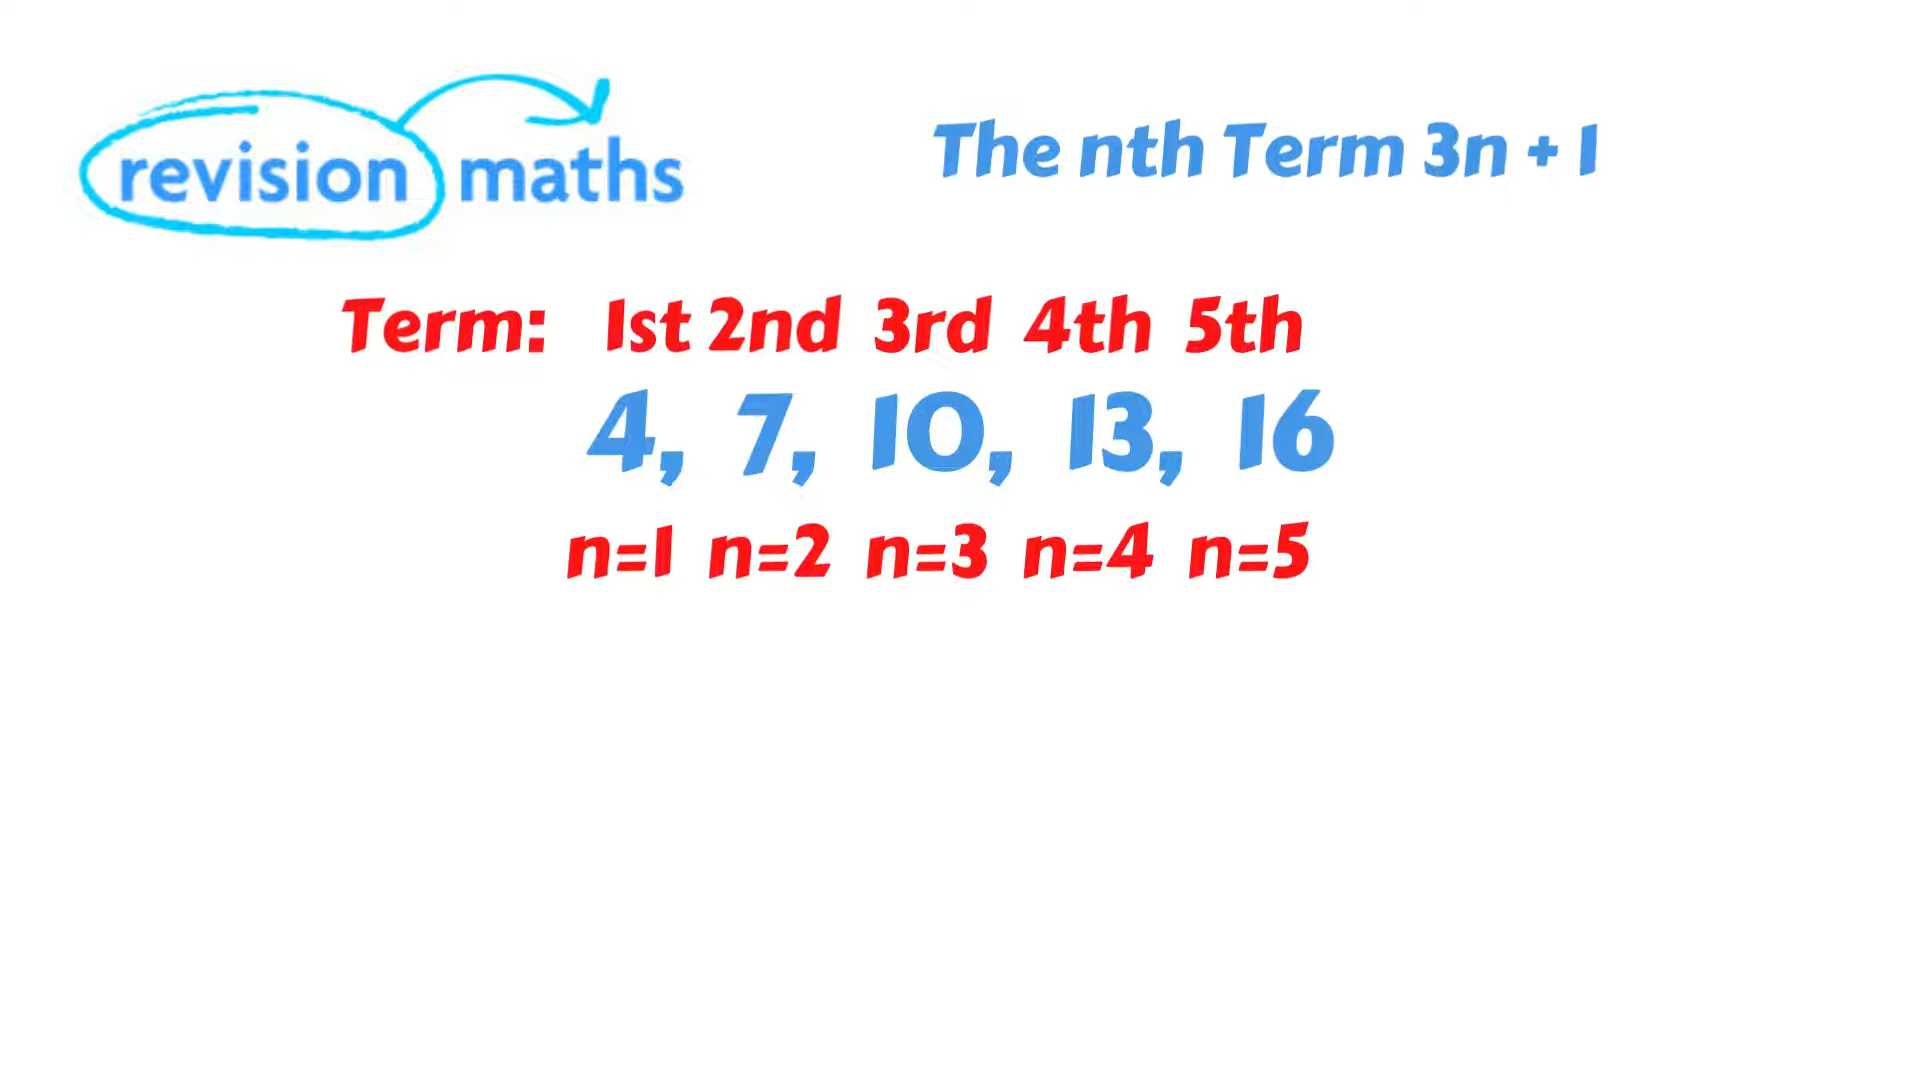 revision maths
The nth Term 3n + 1
Term: 1st 2nd 3rd 4th 5th
4, 7, 10, 13, 16
n=1 n=2 n=3 n=4 n=5